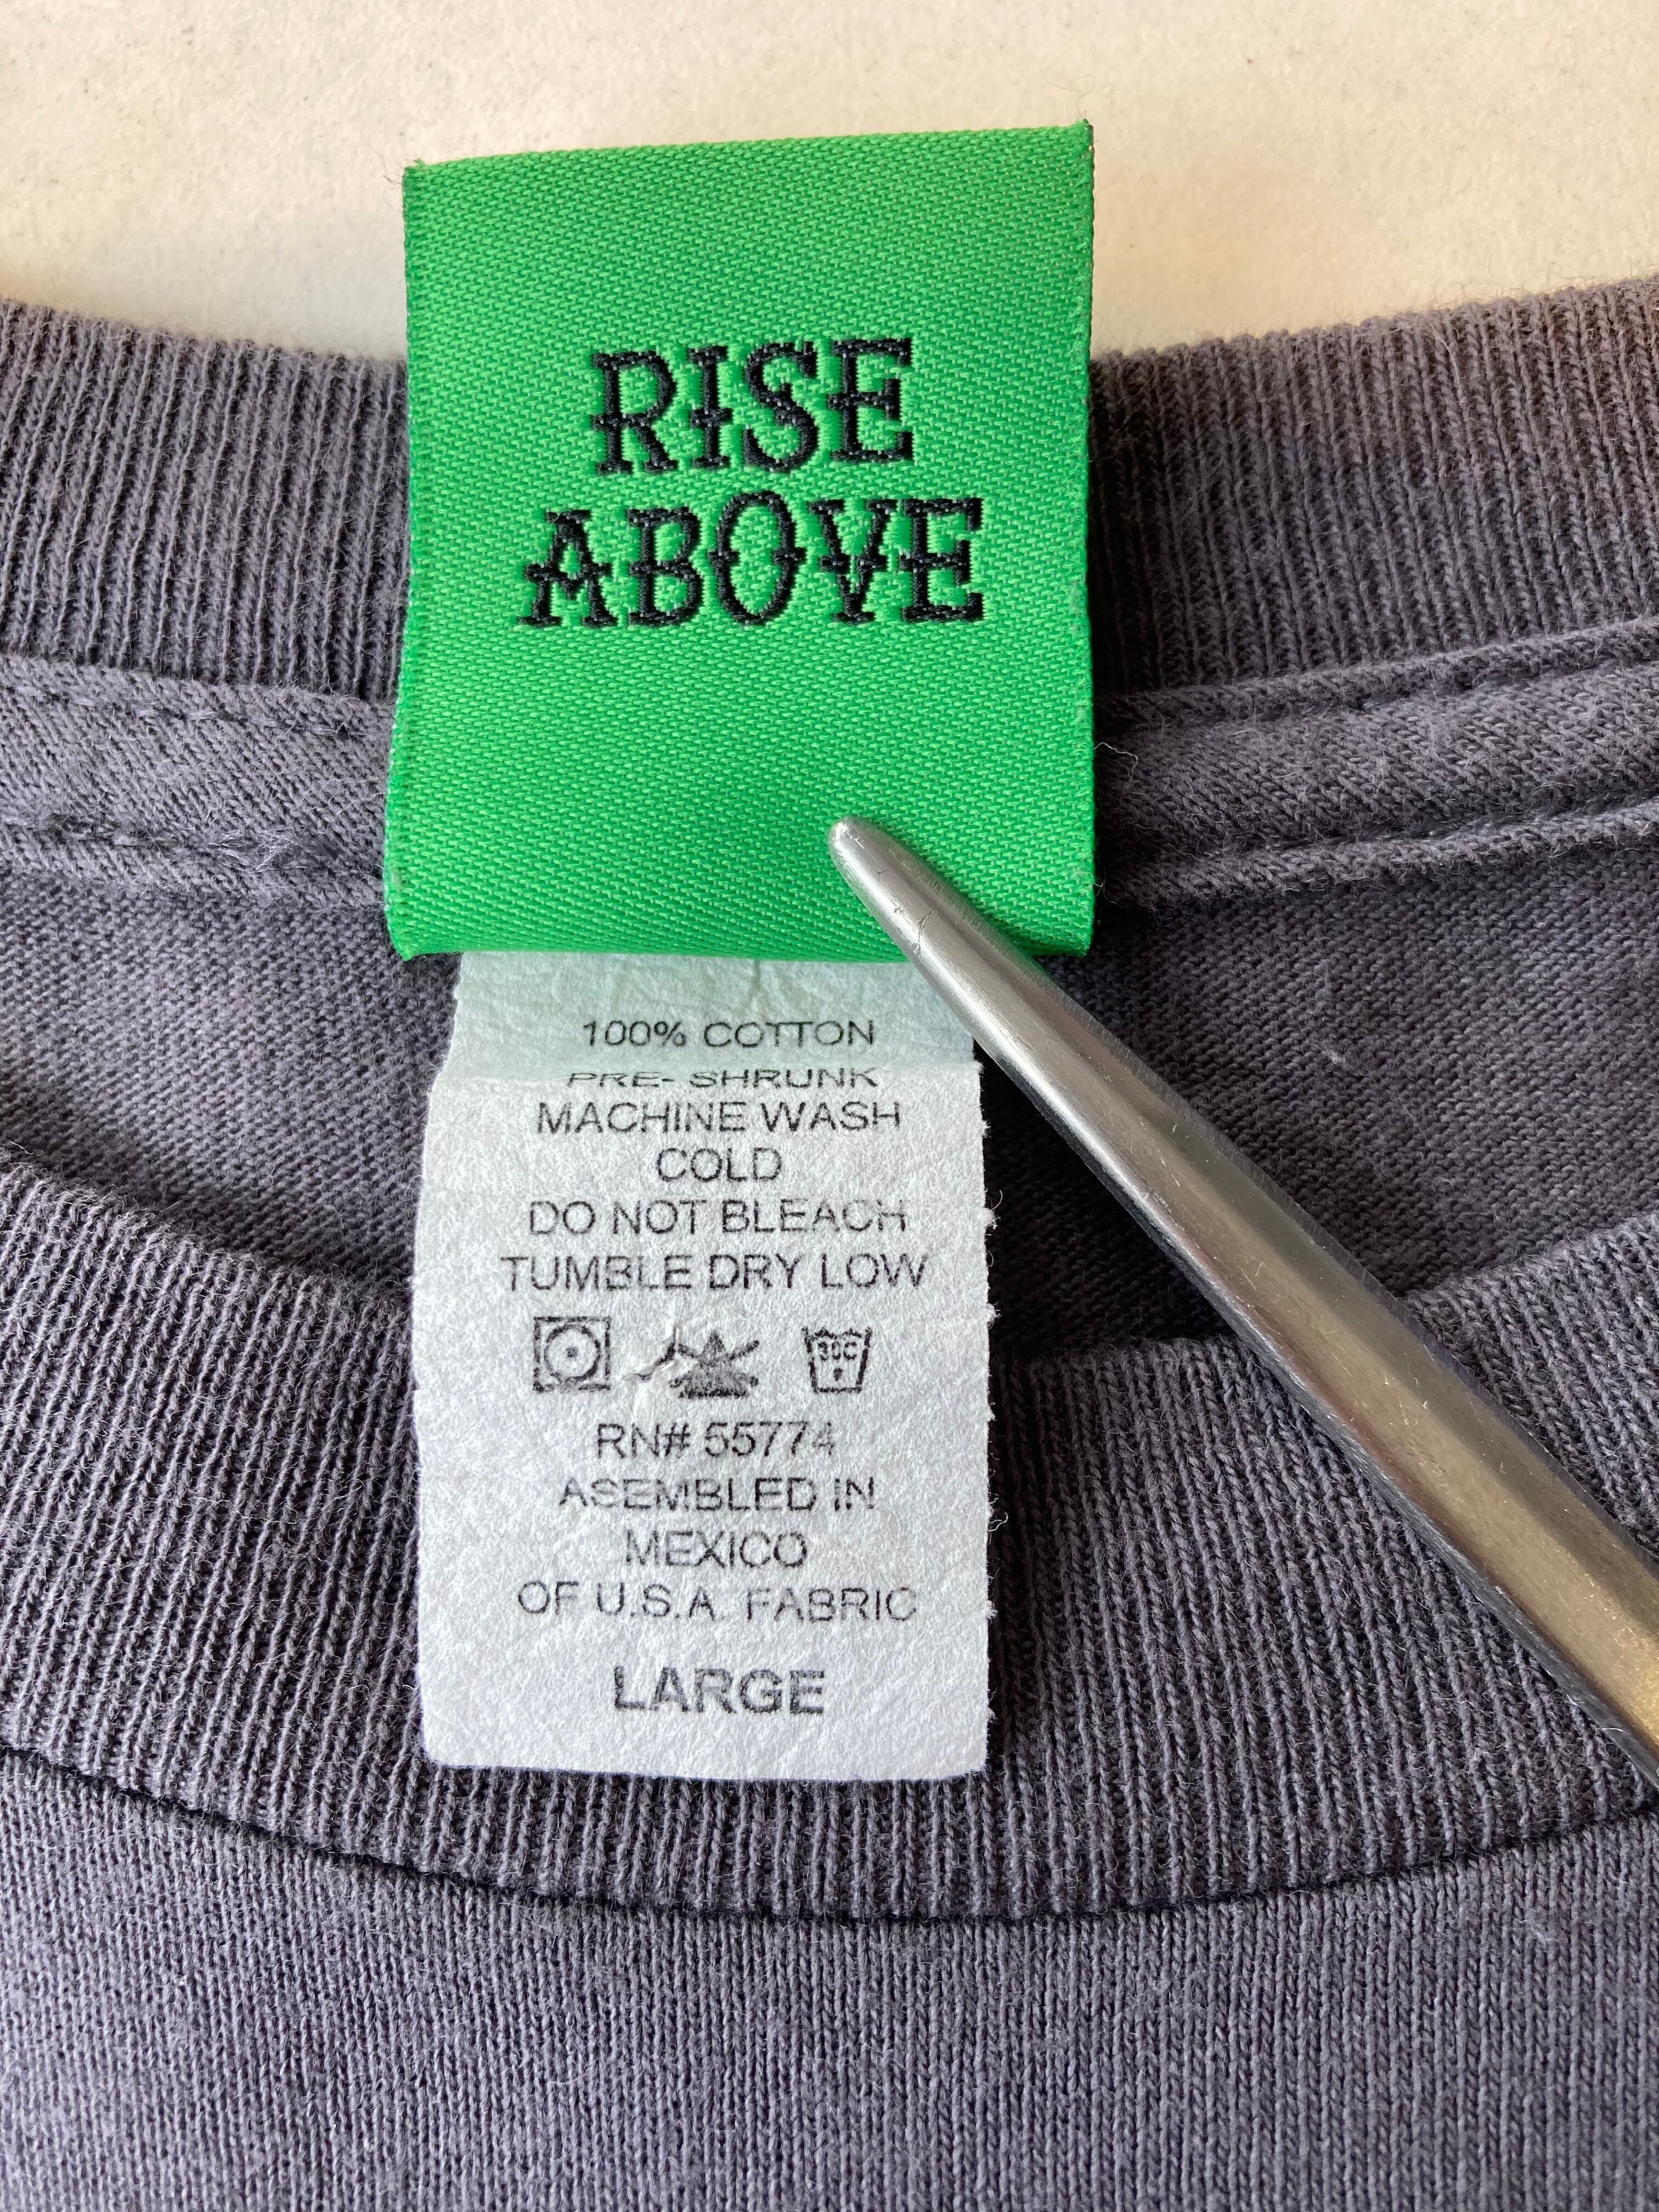 RISE
ABOVE
100% COTTON
PRE- SHRUNK
MACHINE WASH
COLD
DO NOT BLEACH
TUMBLE DRY LOW
30C
RN# 55774
ASEMBLED IN
MEXICO
OF U.S.A. FABRIC
LARGE